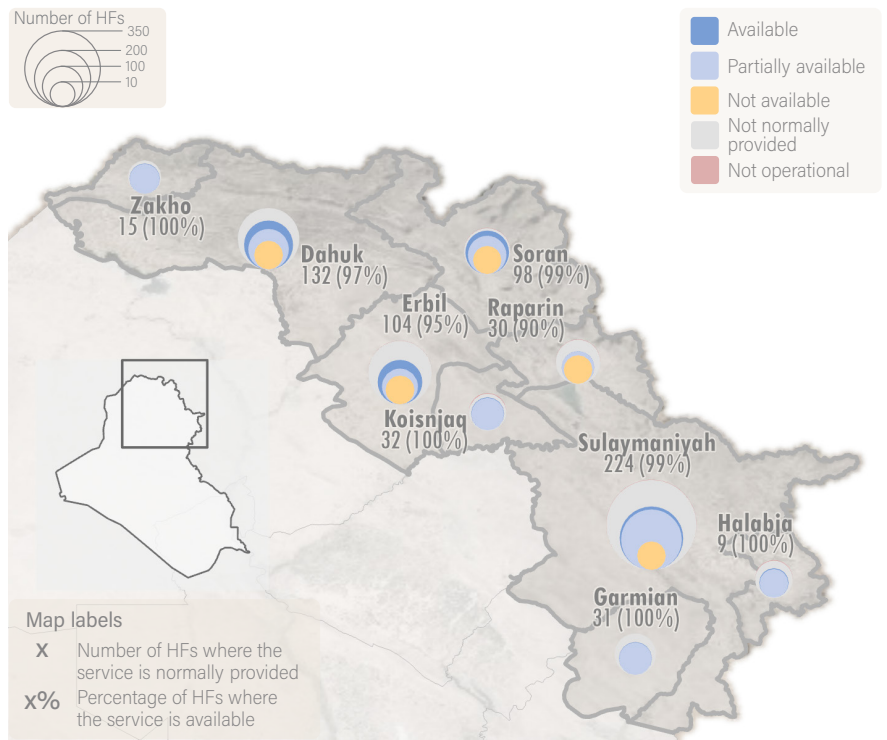 Number of HFs
350
200
100
10
Available
Partially available
Not available
Not normally
provided
Not operational
Zakho
15 (100%)
Dahuk
132 (97%)
Soran
98 (99%)
Erbil
104 (95%)
Raparin
30 (90%)
Koisnjaq
32 (100%)
Sulaymaniyah
224 (99%)
Halabja
9 (100%)
Garmian
31 (100%)
Map labels
X Number of HFs where the
service is normally provided
x% Percentage of HFs where
the service is available